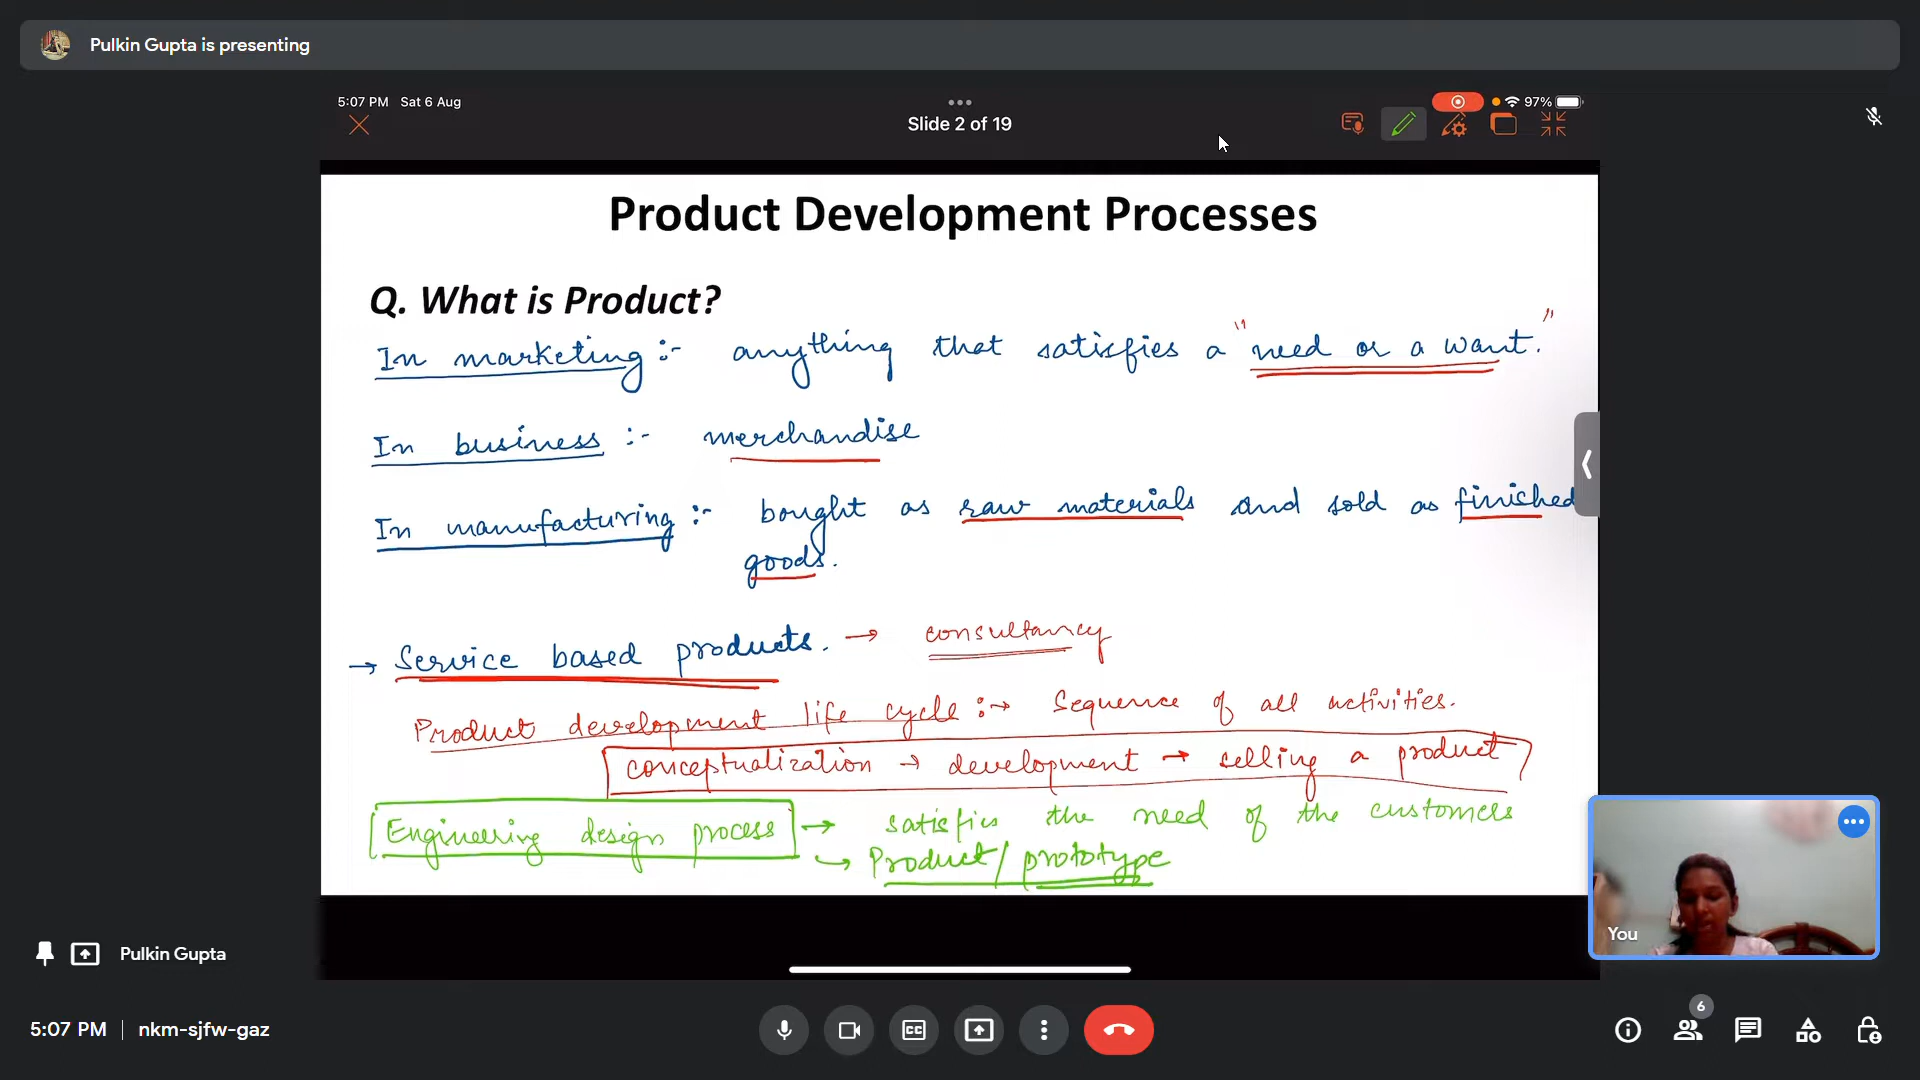 Pulkin Gupta is presenting
5:07 PM Sat 6 Aug
97%
Slide 2 of 19
Product Development Processes
Q. What is Product?
In marketing :- anything that satisfies a "need or a want."
In business :- merchandise
In manufacturing :- bought as raw materials and sold as finished
goods.
→ Service based products. → consultancy
Product development life cycle :→ Sequence of all activities.
conceptualization → development → selling a product
Engineering design process → satisfies the need of the customers
↳ Product/prototype
You
Pulkin Gupta
5:07 PM | nkm-sjfw-gaz
CC
6